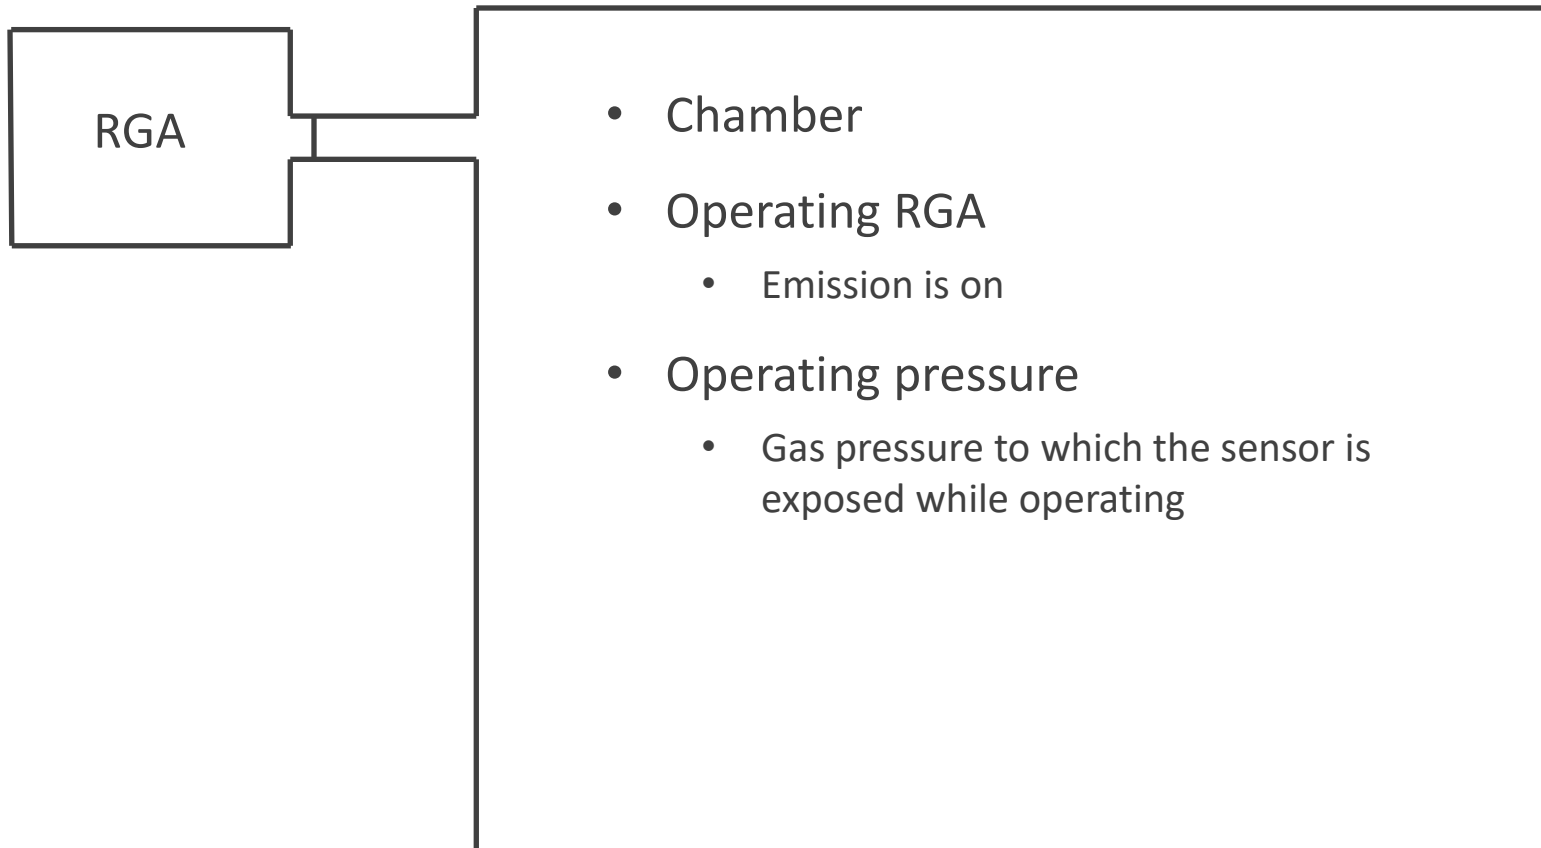 RGA
• Chamber
• Operating RGA
• Emission is on
• Operating pressure
• Gas pressure to which the sensor is
exposed while operating